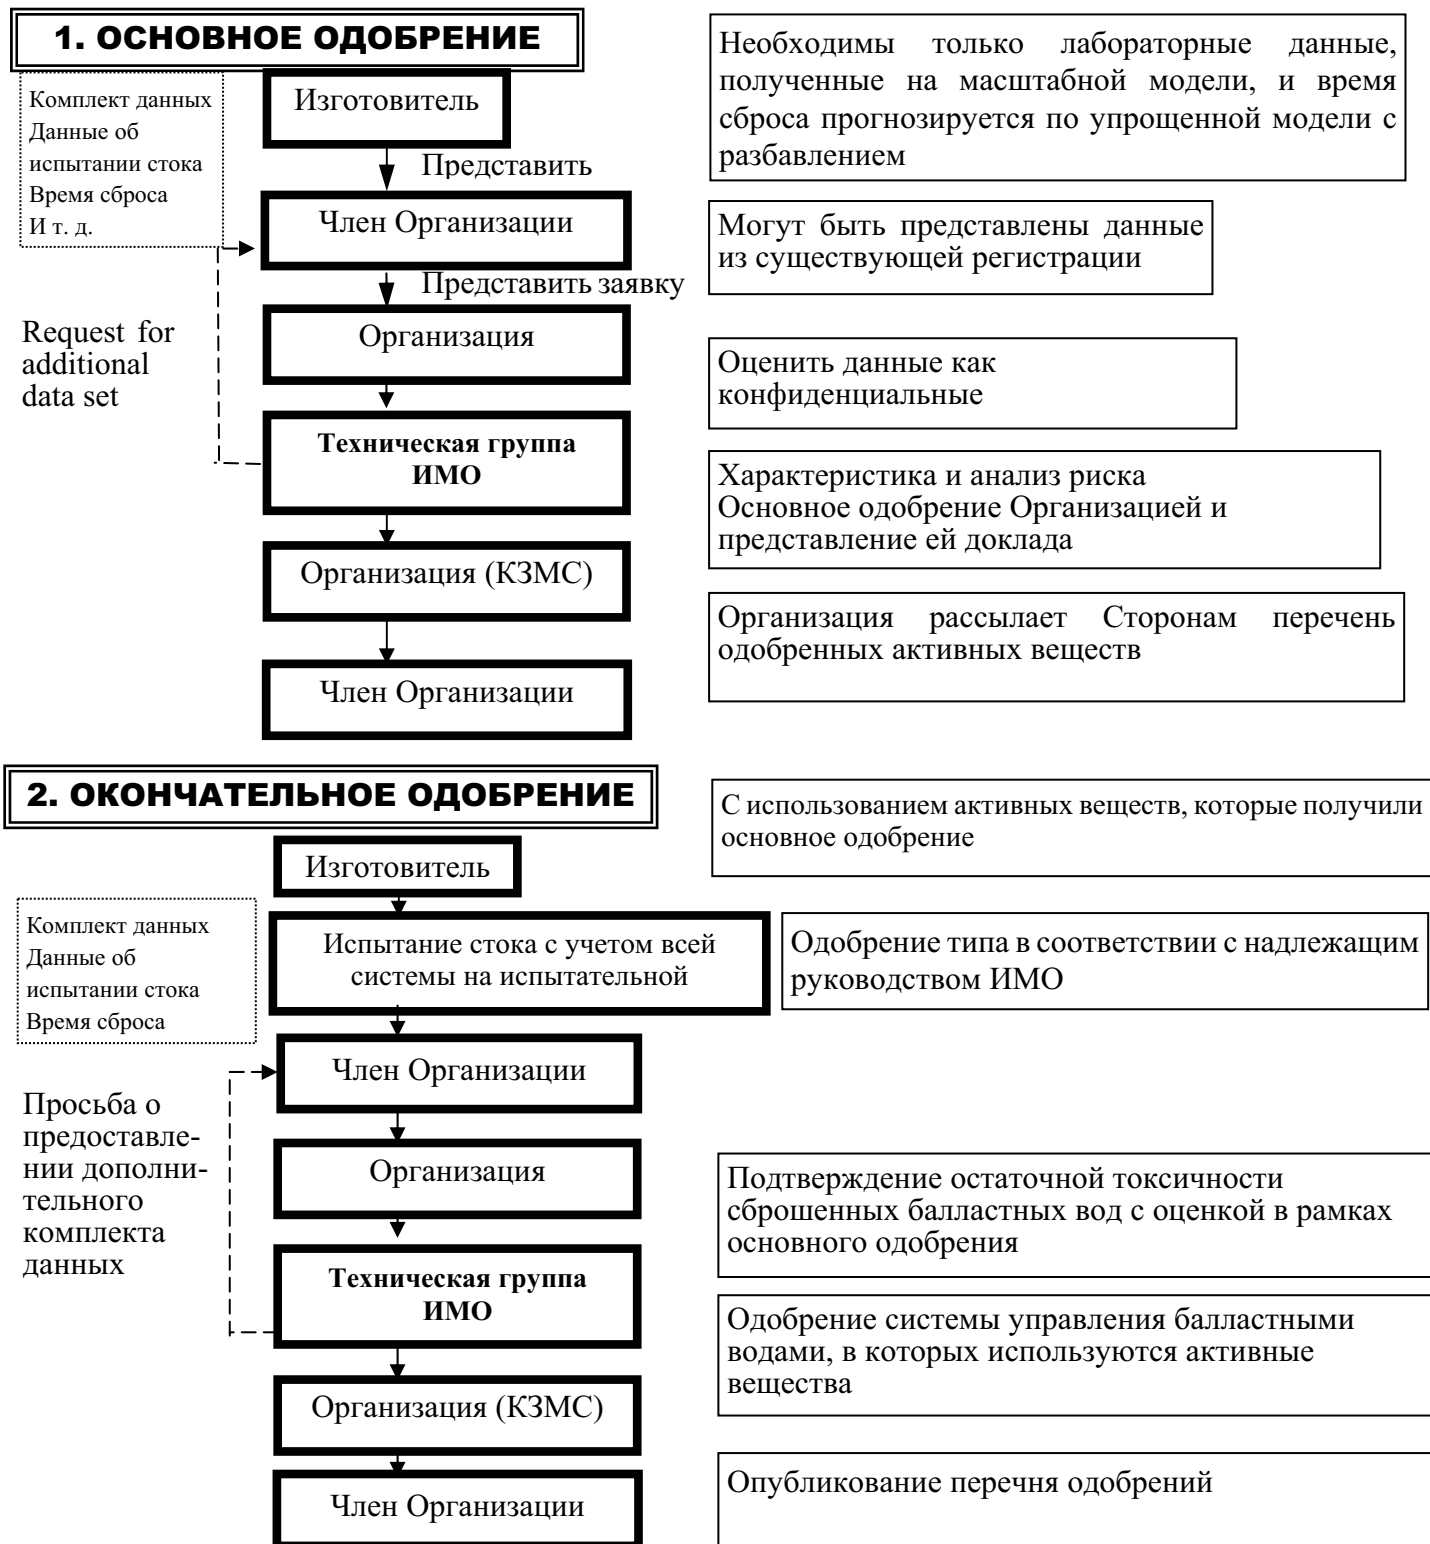 1. ОСНОВНОЕ ОДОБРЕНИЕ
Комплект данных
Данные об
испытании стока
Время сброса
И т. д.
Изготовитель
Представить
Член Организации
Представить заявку
Организация
Request for
additional
data set
Техническая группа
ИМО
Организация (КЗМС)
Член Организации
Необходимы только лабораторные данные,
полученные на масштабной модели, и время
сброса прогнозируется по упрощенной модели с
разбавлением
Могут быть представлены данные
из существующей регистрации
Оценить данные как
конфиденциальные
Характеристика и анализ риска
Основное одобрение Организацией и
представление ей доклада
Организация рассылает Сторонам перечень
одобренных активных веществ
2. ОКОНЧАТЕЛЬНОЕ ОДОБРЕНИЕ
С использованием активных веществ, которые получили
основное одобрение
Изготовитель
Комплект данных
Данные об
испытании стока
Время сброса
Испытание стока с учетом всей
системы на испытательной
Одобрение типа в соответствии с надлежащим
руководством ИМО
Член Организации
Просьба о
предоставле-
нии дополни-
тельного
комплекта
данных
Организация
Техническая группа
ИМО
Организация (КЗМС)
Член Организации
Подтверждение остаточной токсичности
сброшенных балластных вод с оценкой в рамках
основного одобрения
Одобрение системы управления балластными
водами, в которых используются активные
вещества
Опубликование перечня одобрений